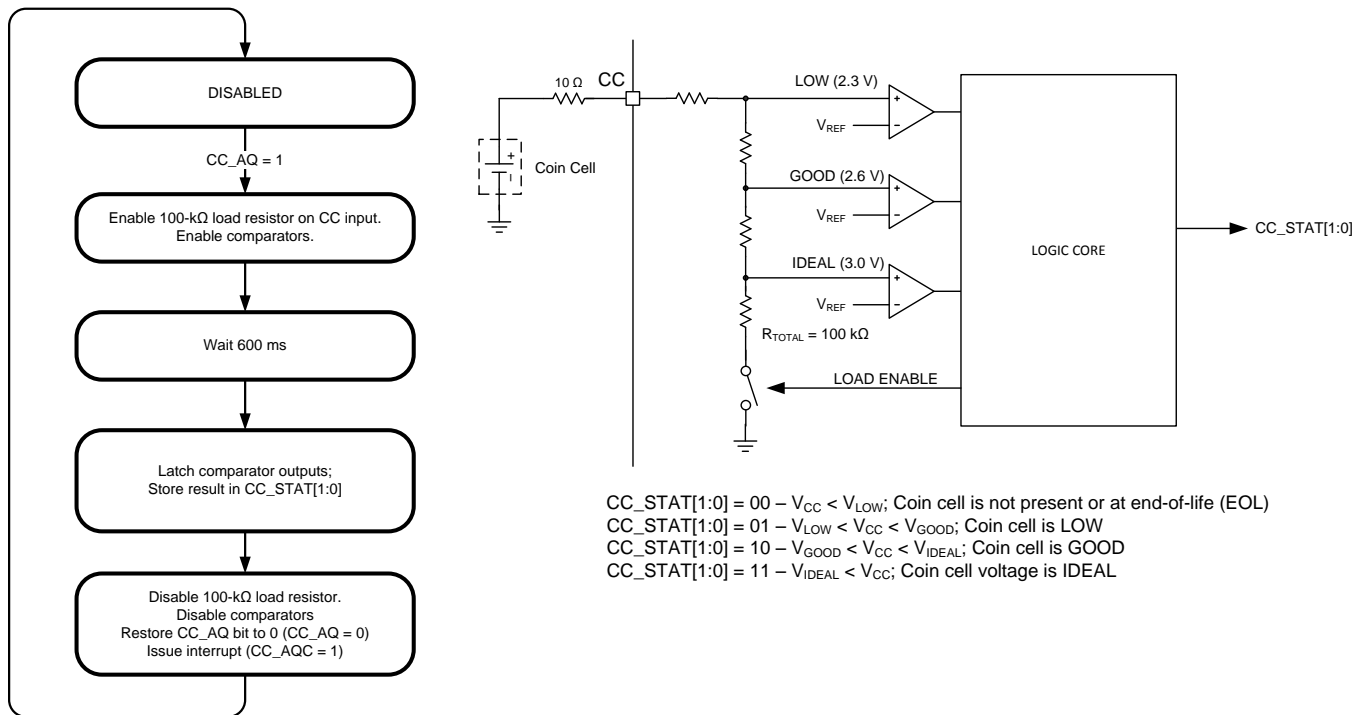 DISABLED
CC_AQ = 1
Enable 100-kΩ load resistor on CC input.
Enable comparators.
Wait 600 ms
Latch comparator outputs;
Store result in CC_STAT[1:0]
Disable 100-kΩ load resistor.
Disable comparators
Restore CC_AQ bit to 0 (CC_AQ = 0)
Issue interrupt (CC_AQC = 1)
10 Ω
CC
+
-
Coin Cell
LOW (2.3 V)
+
VREF
-
GOOD (2.6 V)
+
VREF
-
IDEAL (3.0 V)
+
VREF
-
RTOTAL = 100 kΩ
LOAD ENABLE
LOGIC CORE
CC_STAT[1:0]
CC_STAT[1:0] = 00 – VCC < VLOW; Coin cell is not present or at end-of-life (EOL)
CC_STAT[1:0] = 01 – VLOW < VCC < VGOOD; Coin cell is LOW
CC_STAT[1:0] = 10 – VGOOD < VCC < VIDEAL; Coin cell is GOOD
CC_STAT[1:0] = 11 – VIDEAL < VCC; Coin cell voltage is IDEAL